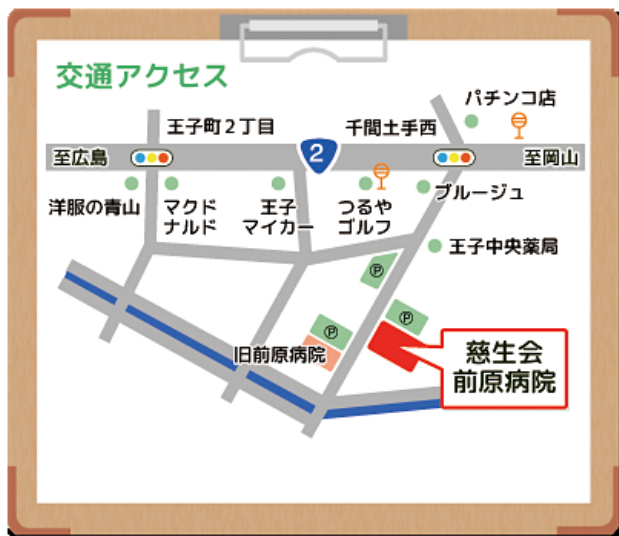 交通アクセス
パチンコ店
王子町2丁目
千間土手西
至広島
2
至岡山
洋服の青山
マクド
ナルド
王子
マイカー
つるや
ゴルフ
ブルージュ
王子中央薬局
P
P
P
旧前原病院
慈生会
前原病院